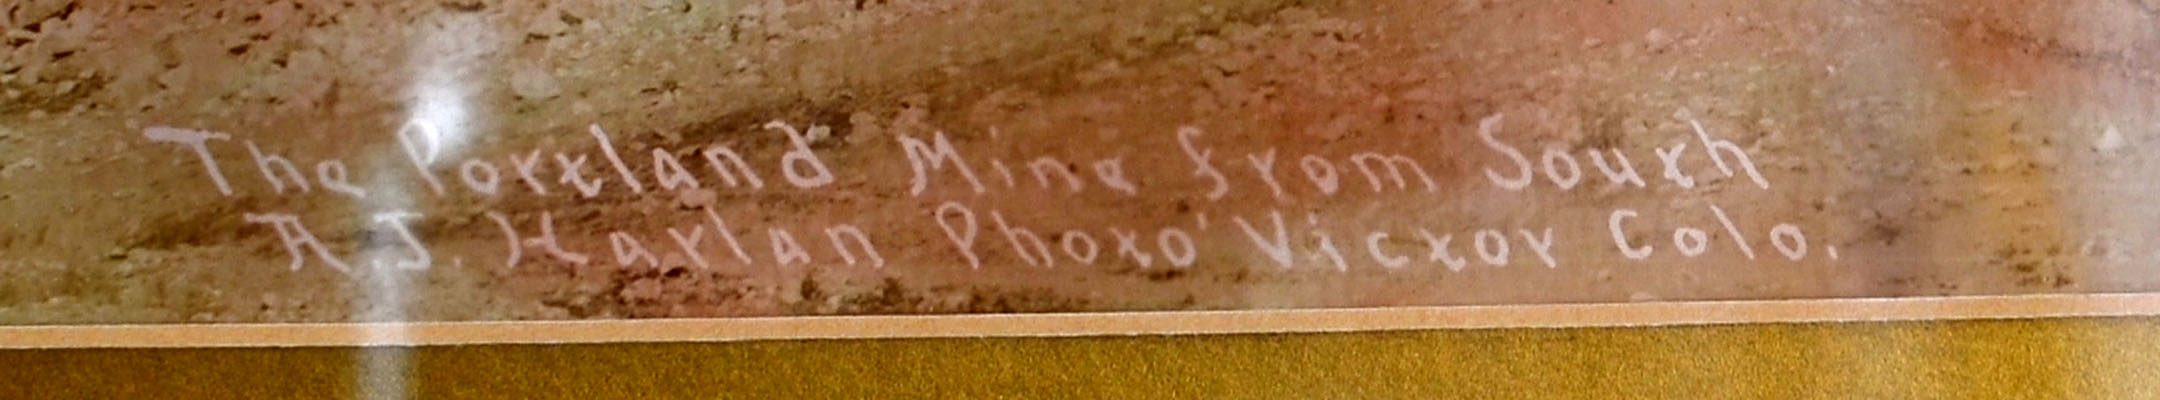 The Portland Mine from South
A.J. Harlan Photo' Victor Colo.